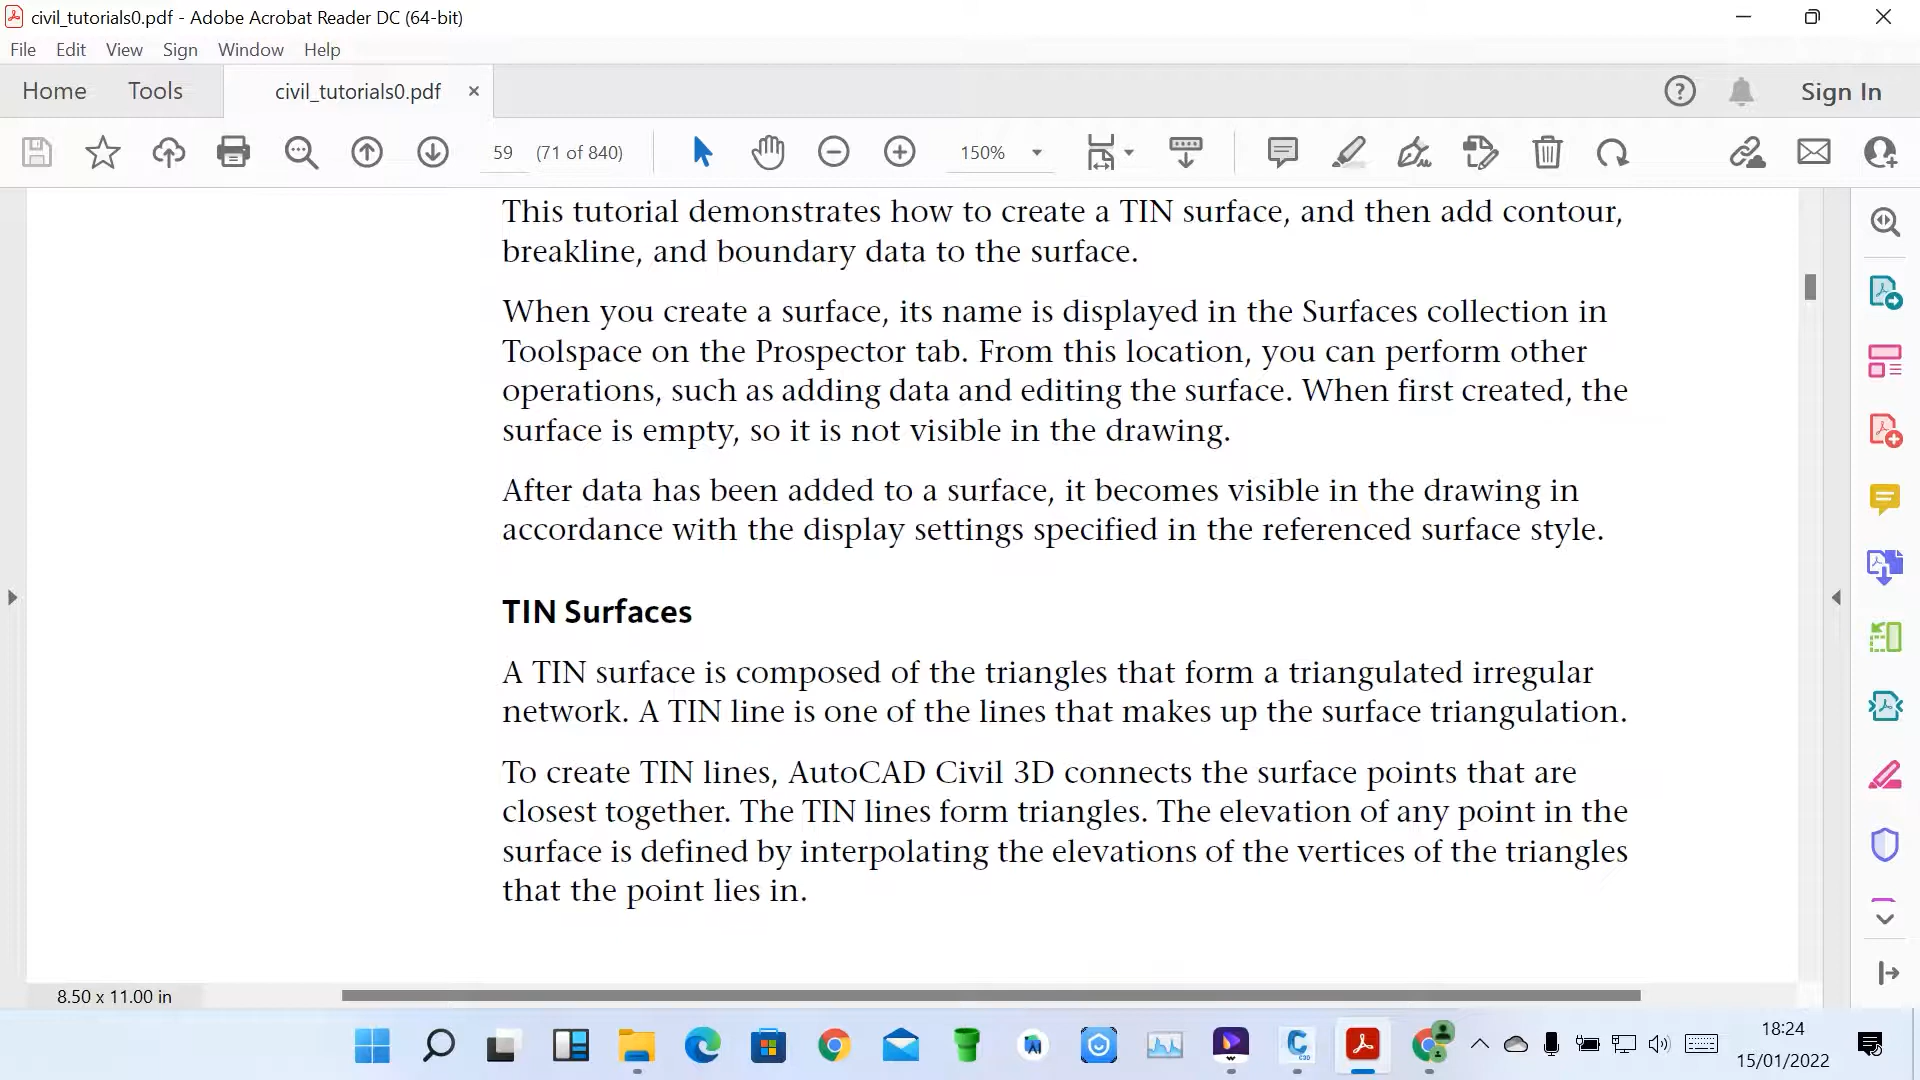 civil_tutorials0.pdf - Adobe Acrobat Reader DC (64-bit)
File Edit View Sign Window Help
Home Tools civil_tutorials0.pdf × Sign In
59 (71 of 840) 150%
This tutorial demonstrates how to create a TIN surface, and then add contour,
breakline, and boundary data to the surface.
When you create a surface, its name is displayed in the Surfaces collection in
Toolspace on the Prospector tab. From this location, you can perform other
operations, such as adding data and editing the surface. When first created, the
surface is empty, so it is not visible in the drawing.
After data has been added to a surface, it becomes visible in the drawing in
accordance with the display settings specified in the referenced surface style.
TIN Surfaces
A TIN surface is composed of the triangles that form a triangulated irregular
network. A TIN line is one of the lines that makes up the surface triangulation.
To create TIN lines, AutoCAD Civil 3D connects the surface points that are
closest together. The TIN lines form triangles. The elevation of any point in the
surface is defined by interpolating the elevations of the vertices of the triangles
that the point lies in.
8.50 x 11.00 in
18:24
15/01/2022